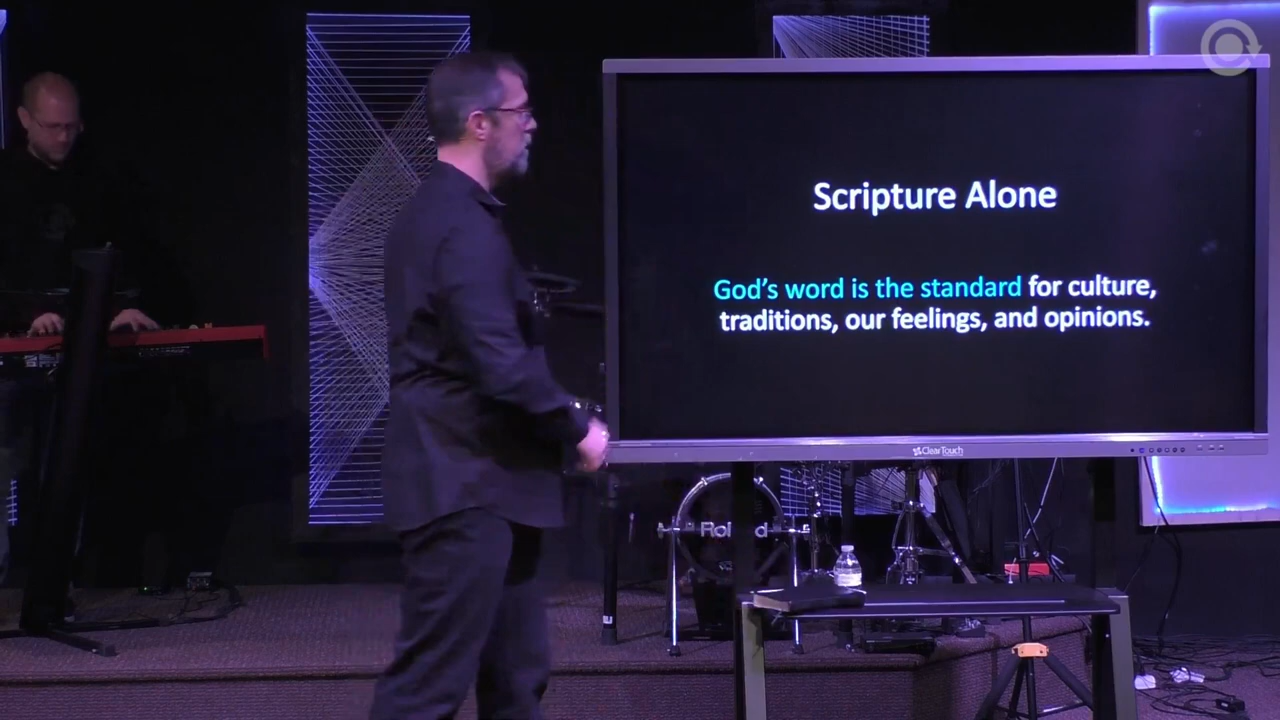 Scripture Alone
God's word is the standard for culture,
traditions, our feelings, and opinions.
ClearTouch
Roland